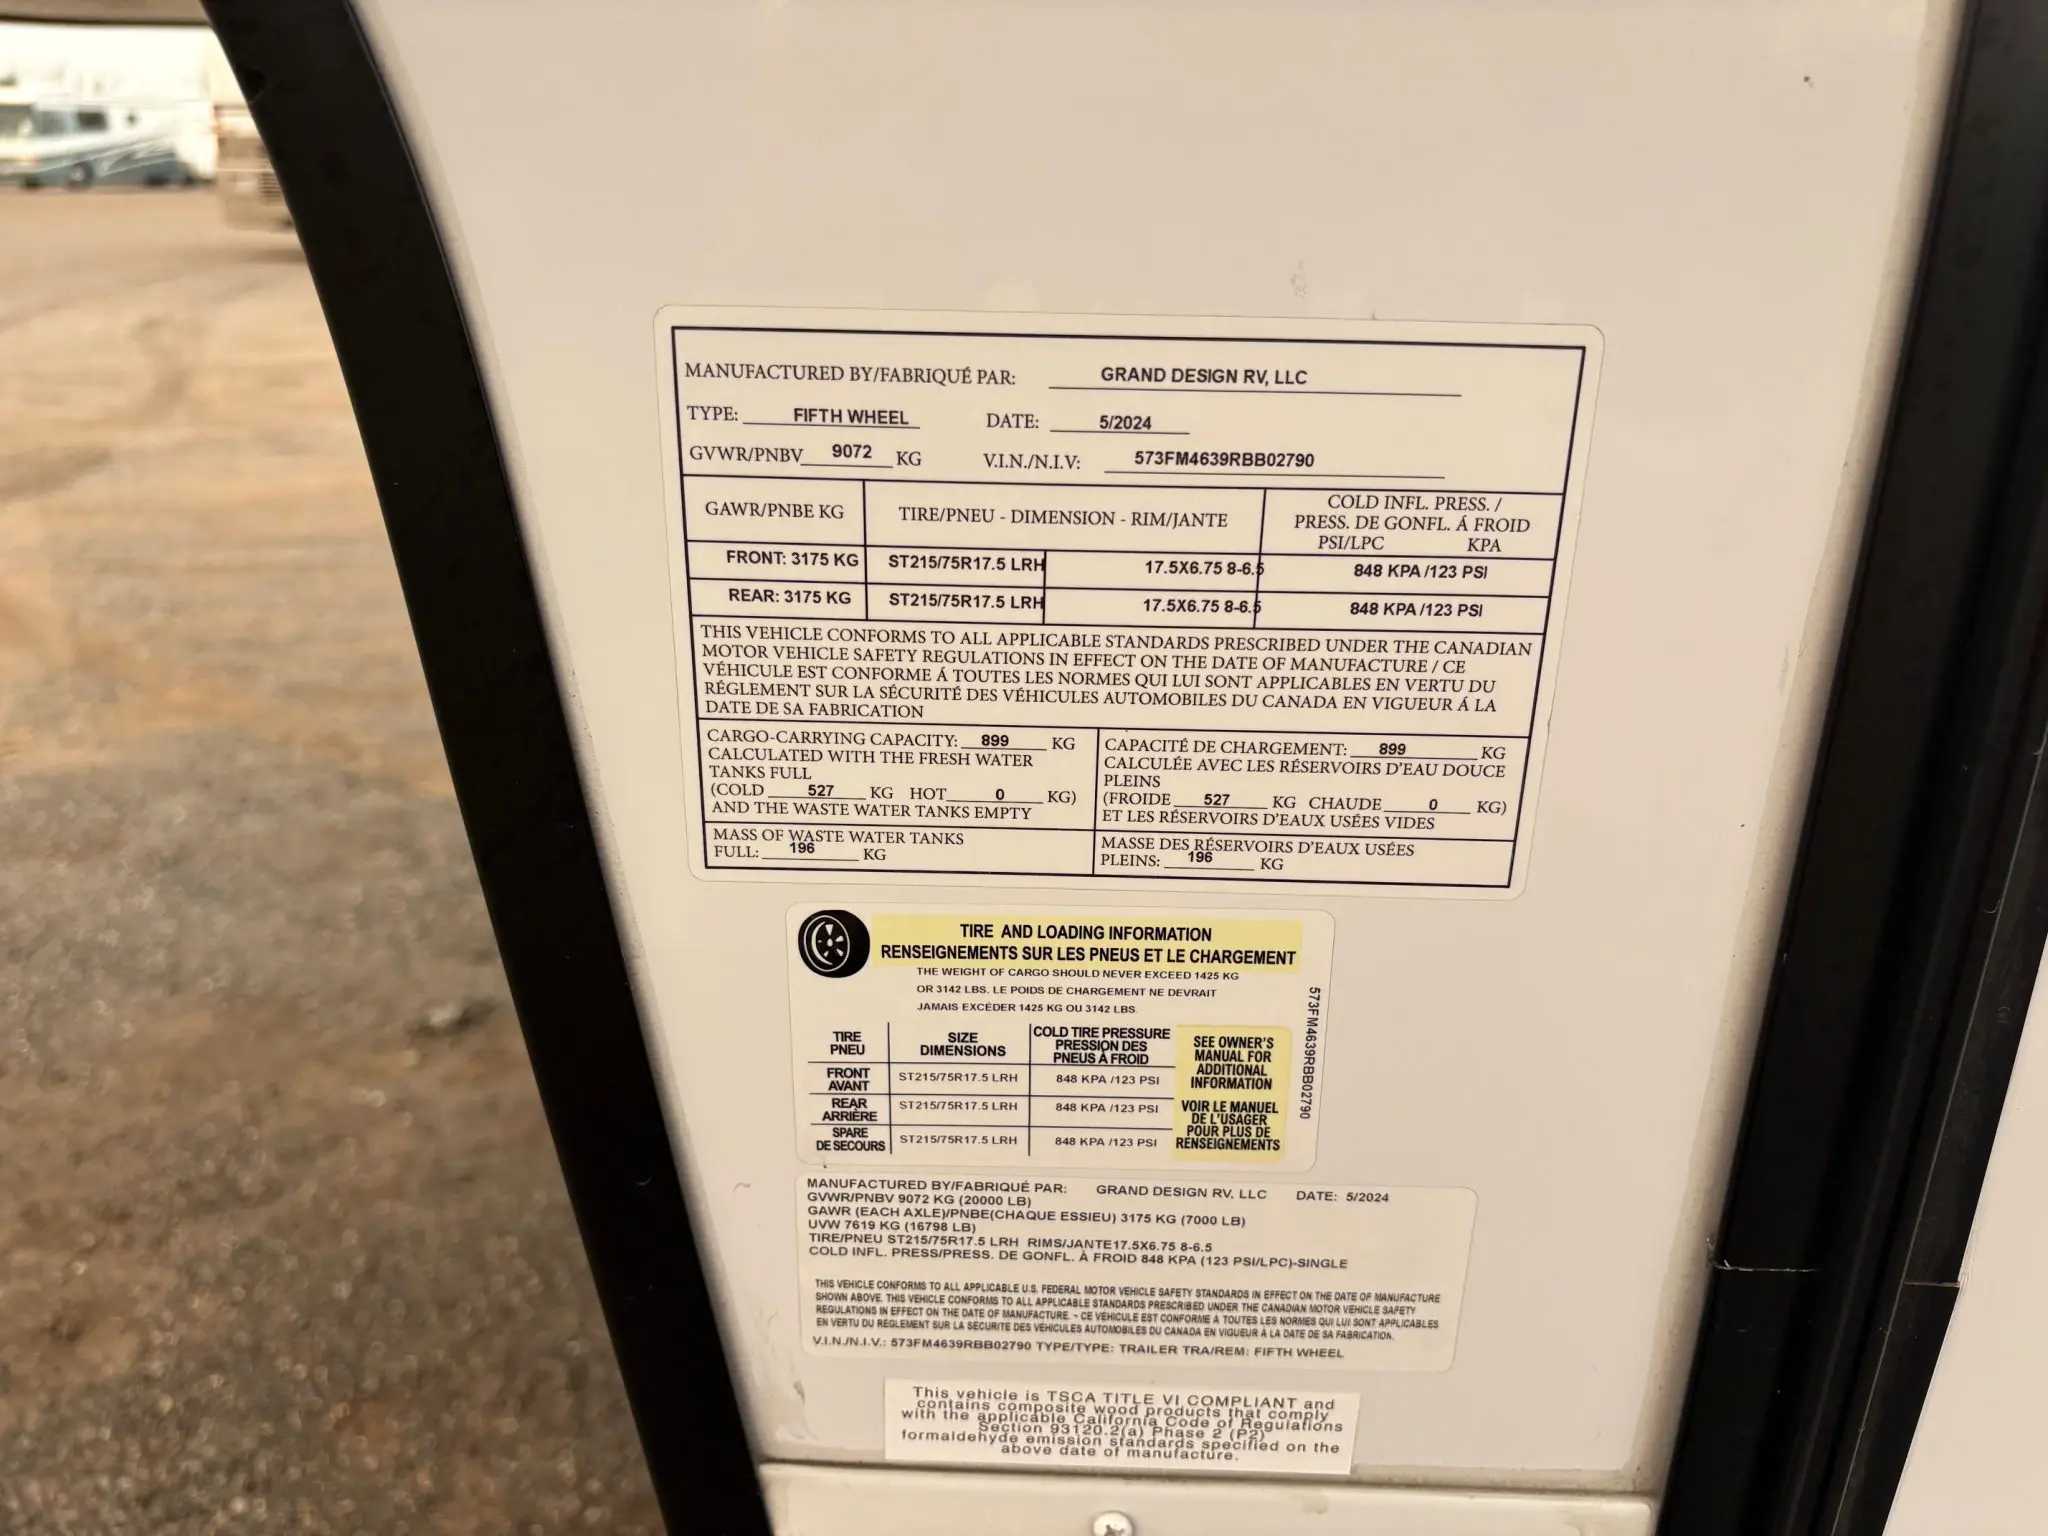 MANUFACTURED BY/FABRIQUÉ PAR: GRAND DESIGN RV, LLC
TYPE: FIFTH WHEEL DATE: 5/2024
GVWR/PNBV 9072 KG V.I.N./N.I.V: 573FM4639RBB02790
GAWR/PNBE KG TIRE/PNEU - DIMENSION - RIM/JANTE COLD INFL. PRESS. /
PRESS. DE GONFL. Á FROID
PSI/LPC KPA
FRONT: 3175 KG ST215/75R17.5 LRH 17.5X6.75 8-6.5 848 KPA /123 PSI
REAR: 3175 KG ST215/75R17.5 LRH 17.5X6.75 8-6.5 848 KPA /123 PSI
THIS VEHICLE CONFORMS TO ALL APPLICABLE STANDARDS PRESCRIBED UNDER THE CANADIAN
MOTOR VEHICLE SAFETY REGULATIONS IN EFFECT ON THE DATE OF MANUFACTURE / CE
VÉHICULE EST CONFORME Á TOUTES LES NORMES QUI LUI SONT APPLICABLES EN VERTU DU
RÉGLEMENT SUR LA SÉCURITÉ DES VÉHICULES AUTOMOBILES DU CANADA EN VIGUEUR Á LA
DATE DE SA FABRICATION
CARGO-CARRYING CAPACITY: 899 KG
CALCULATED WITH THE FRESH WATER
TANKS FULL
(COLD 527 KG HOT 0 KG)
AND THE WASTE WATER TANKS EMPTY
CAPACITÉ DE CHARGEMENT: 899 KG
CALCULÉE AVEC LES RÉSERVOIRS D'EAU DOUCE
PLEINS
(FROIDE 527 KG CHAUDE 0 KG)
ET LES RÉSERVOIRS D'EAUX USÉES VIDES
MASS OF WASTE WATER TANKS
FULL: 196 KG
MASSE DES RÉSERVOIRS D'EAUX USÉES
PLEINS: 196 KG
TIRE AND LOADING INFORMATION
RENSEIGNEMENTS SUR LES PNEUS ET LE CHARGEMENT
THE WEIGHT OF CARGO SHOULD NEVER EXCEED 1425 KG
OR 3142 LBS. LE POIDS DE CHARGEMENT NE DEVRAIT
JAMAIS EXCÉDER 1425 KG OU 3142 LBS.
TIRE
PNEU
SIZE
DIMENSIONS
COLD TIRE PRESSURE
PRESSION DES
PNEUS À FROID
FRONT
AVANT
ST215/75R17.5 LRH 848 KPA /123 PSI
REAR
ARRIÈRE
ST215/75R17.5 LRH 848 KPA /123 PSI
SPARE
DE SECOURS
ST215/75R17.5 LRH 848 KPA /123 PSI
SEE OWNER'S
MANUAL FOR
ADDITIONAL
INFORMATION
VOIR LE MANUEL
DE L'USAGER
POUR PLUS DE
RENSEIGNEMENTS
573FM4639RBB02790
MANUFACTURED BY/FABRIQUÉ PAR: GRAND DESIGN RV, LLC DATE: 5/2024
GVWR/PNBV 9072 KG (20000 LB)
GAWR (EACH AXLE)/PNBE(CHAQUE ESSIEU) 3175 KG (7000 LB)
UVW 7619 KG (16798 LB)
TIRE/PNEU ST215/75R17.5 LRH RIMS/JANTE17.5X6.75 8-6.5
COLD INFL. PRESS/PRESS. DE GONFL. À FROID 848 KPA (123 PSI/LPC)-SINGLE
THIS VEHICLE CONFORMS TO ALL APPLICABLE U.S. FEDERAL MOTOR VEHICLE SAFETY STANDARDS IN EFFECT ON THE DATE OF MANUFACTURE
SHOWN ABOVE. THIS VEHICLE CONFORMS TO ALL APPLICABLE STANDARDS PRESCRIBED UNDER THE CANADIAN MOTOR VEHICLE SAFETY
REGULATIONS IN EFFECT ON THE DATE OF MANUFACTURE. - CE VÉHICULE EST CONFORME À TOUTES LES NORMES QUI LUI SONT APPLICABLES
EN VERTU DU RÈGLEMENT SUR LA SECURITE DES VEHICULES AUTOMOBILES DU CANADA EN VIGUEUR À LA DATE DE SA FABRICATION.
V.I.N./N.I.V.: 573FM4639RBB02790 TYPE/TYPE: TRAILER TRA/REM: FIFTH WHEEL
This vehicle is TSCA TITLE VI COMPLIANT and
contains composite wood products that comply
with the applicable California Code of Regulations
Section 93120.2(a) Phase 2 (P2)
formaldehyde emission standards specified on the
above date of manufacture.